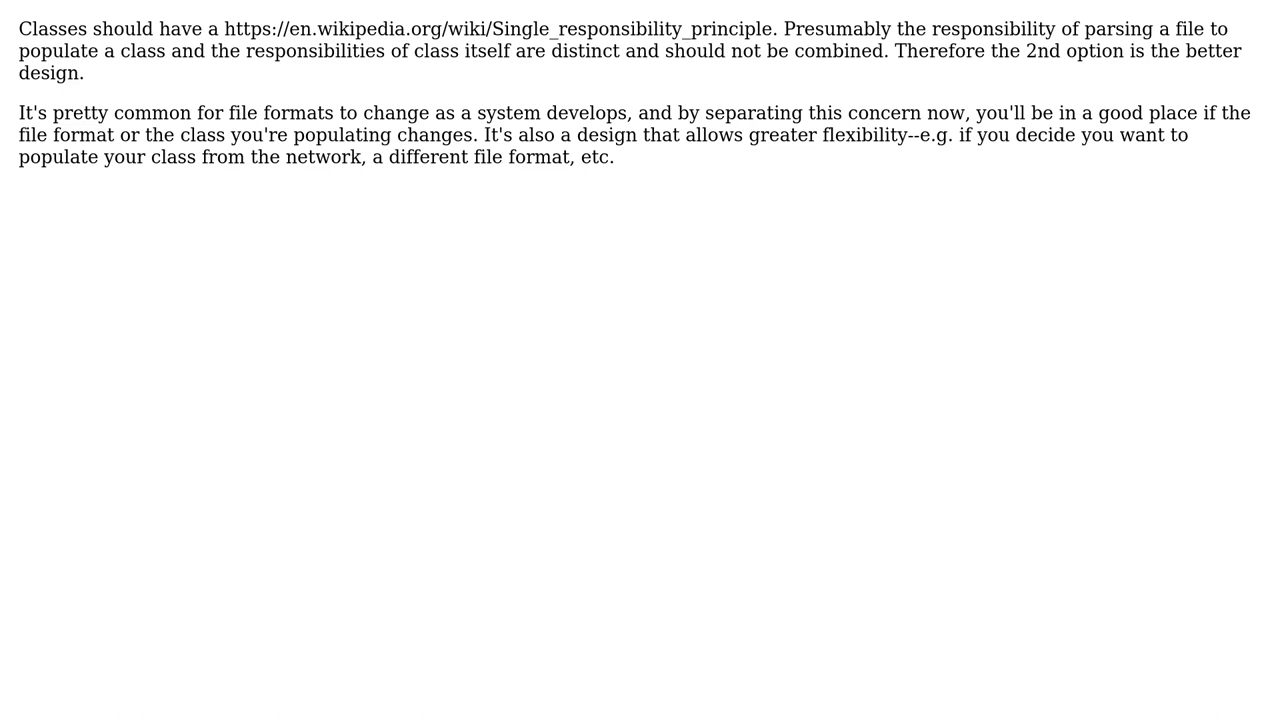 Classes should have a https://en.wikipedia.org/wiki/Single_responsibility_principle. Presumably the responsibility of parsing a file to
populate a class and the responsibilities of class itself are distinct and should not be combined. Therefore the 2nd option is the better
design.
It's pretty common for file formats to change as a system develops, and by separating this concern now, you'll be in a good place if the
file format or the class you're populating changes. It's also a design that allows greater flexibility--e.g. if you decide you want to
populate your class from the network, a different file format, etc.